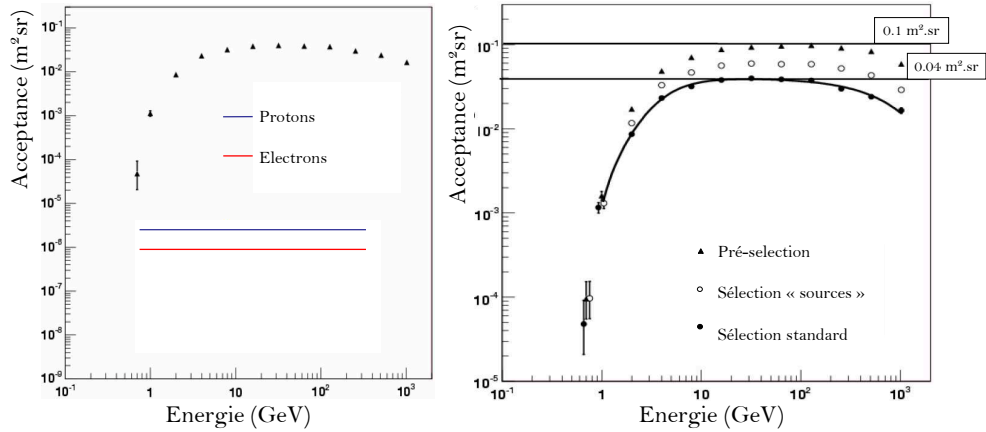 Acceptance (m²sr)
10⁻¹
10⁻²
10⁻³
10⁻⁴
10⁻⁵
10⁻⁶
10⁻⁷
10⁻⁸
10⁻⁹
Protons
Electrons
10⁻¹ 1 10 10² 10³
Energie (GeV)
Acceptance (m²sr)
10⁻¹
10⁻²
10⁻³
10⁻⁴
10⁻⁵
0.1 m².sr
0.04 m².sr
Pré-selection
Sélection « sources »
Sélection standard
10⁻¹ 1 10 10² 10³
Energie (GeV)